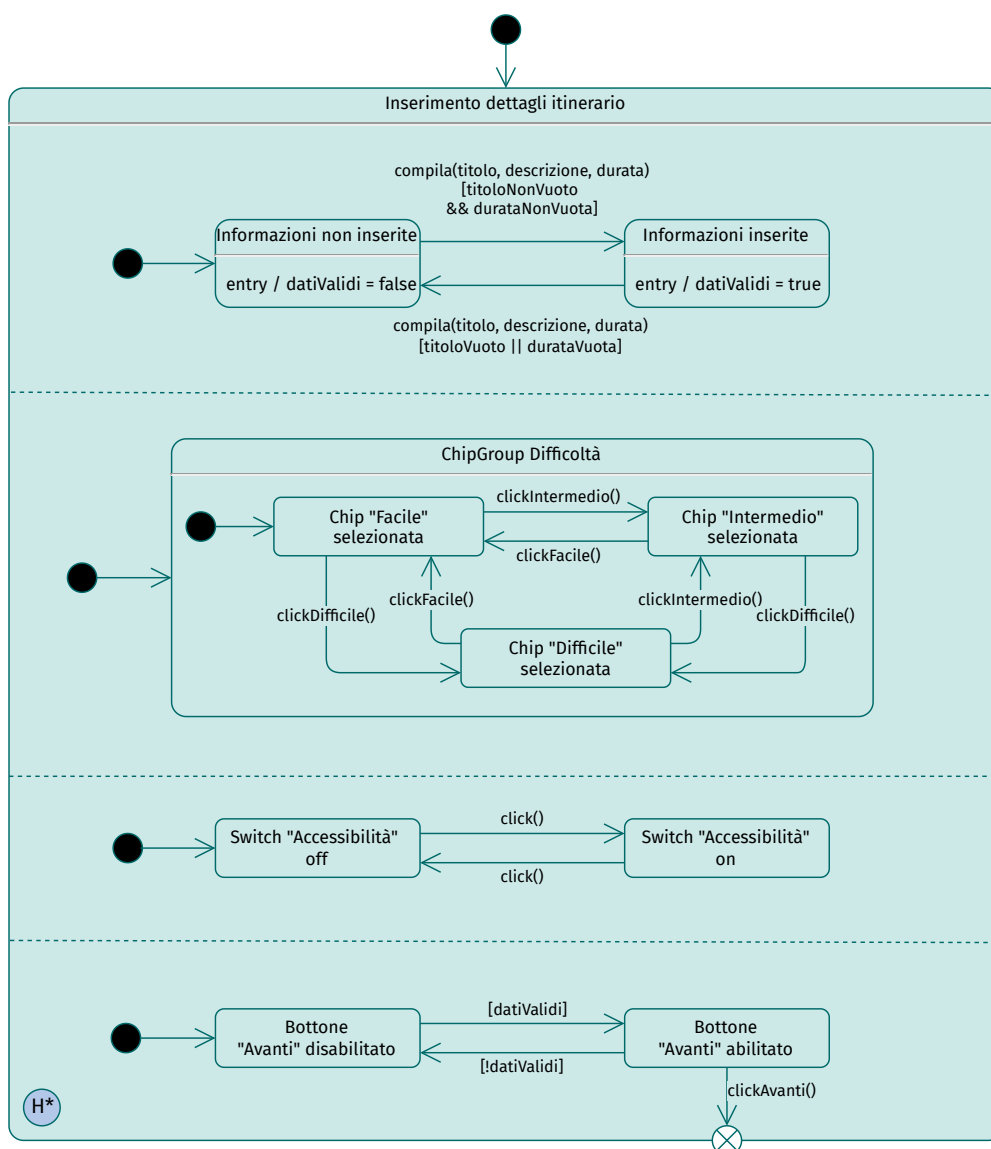 Inserimento dettagli itinerario
compila(titolo, descrizione, durata)
[titoloNonVuoto
&& durataNonVuota]
Informazioni non inserite
entry / datiValidi = false
Informazioni inserite
entry / datiValidi = true
compila(titolo, descrizione, durata)
[titoloVuoto || durataVuota]
ChipGroup Difficoltà
Chip "Facile"
selezionata
clickIntermedio()
clickFacile()
Chip "Intermedio"
selezionata
clickDifficile()
clickFacile()
clickIntermedio()
clickDifficile()
Chip "Difficile"
selezionata
Switch "Accessibilità"
off
click()
click()
Switch "Accessibilità"
on
Bottone
"Avanti" disabilitato
[datiValidi]
[!datiValidi]
Bottone
"Avanti" abilitato
clickAvanti()
H*